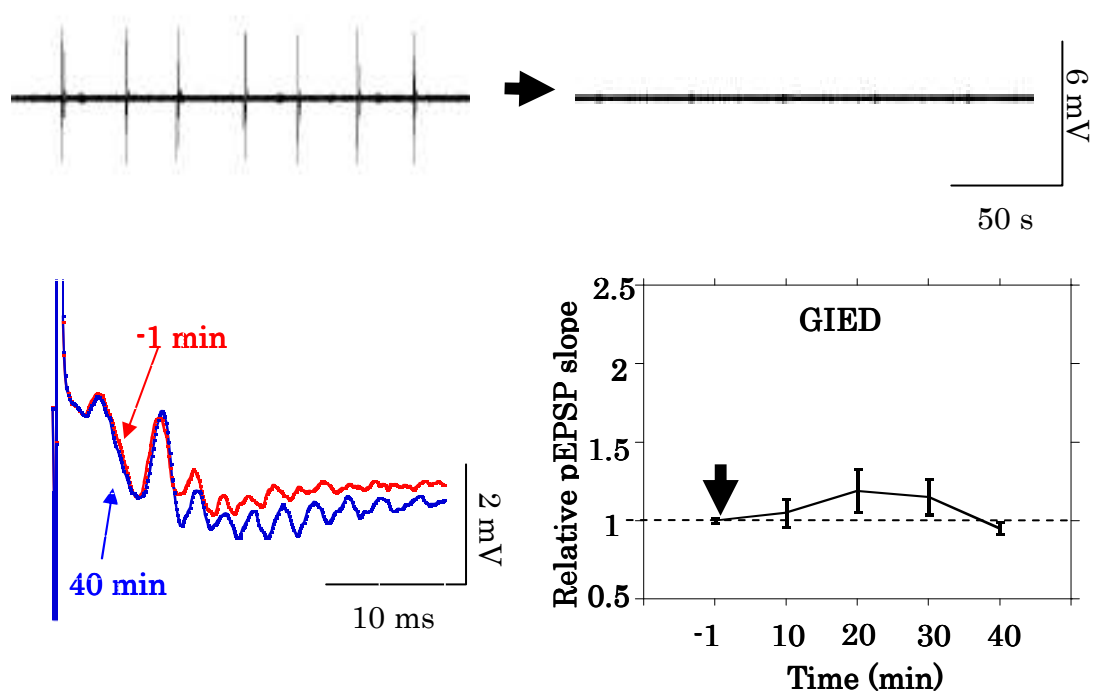 6 mV
50 s
-1 min
40 min
2 mV
10 ms
GIED
Relative pEPSP slope
2.5
2
1.5
1
0.5
-1 10 20 30 40
Time (min)